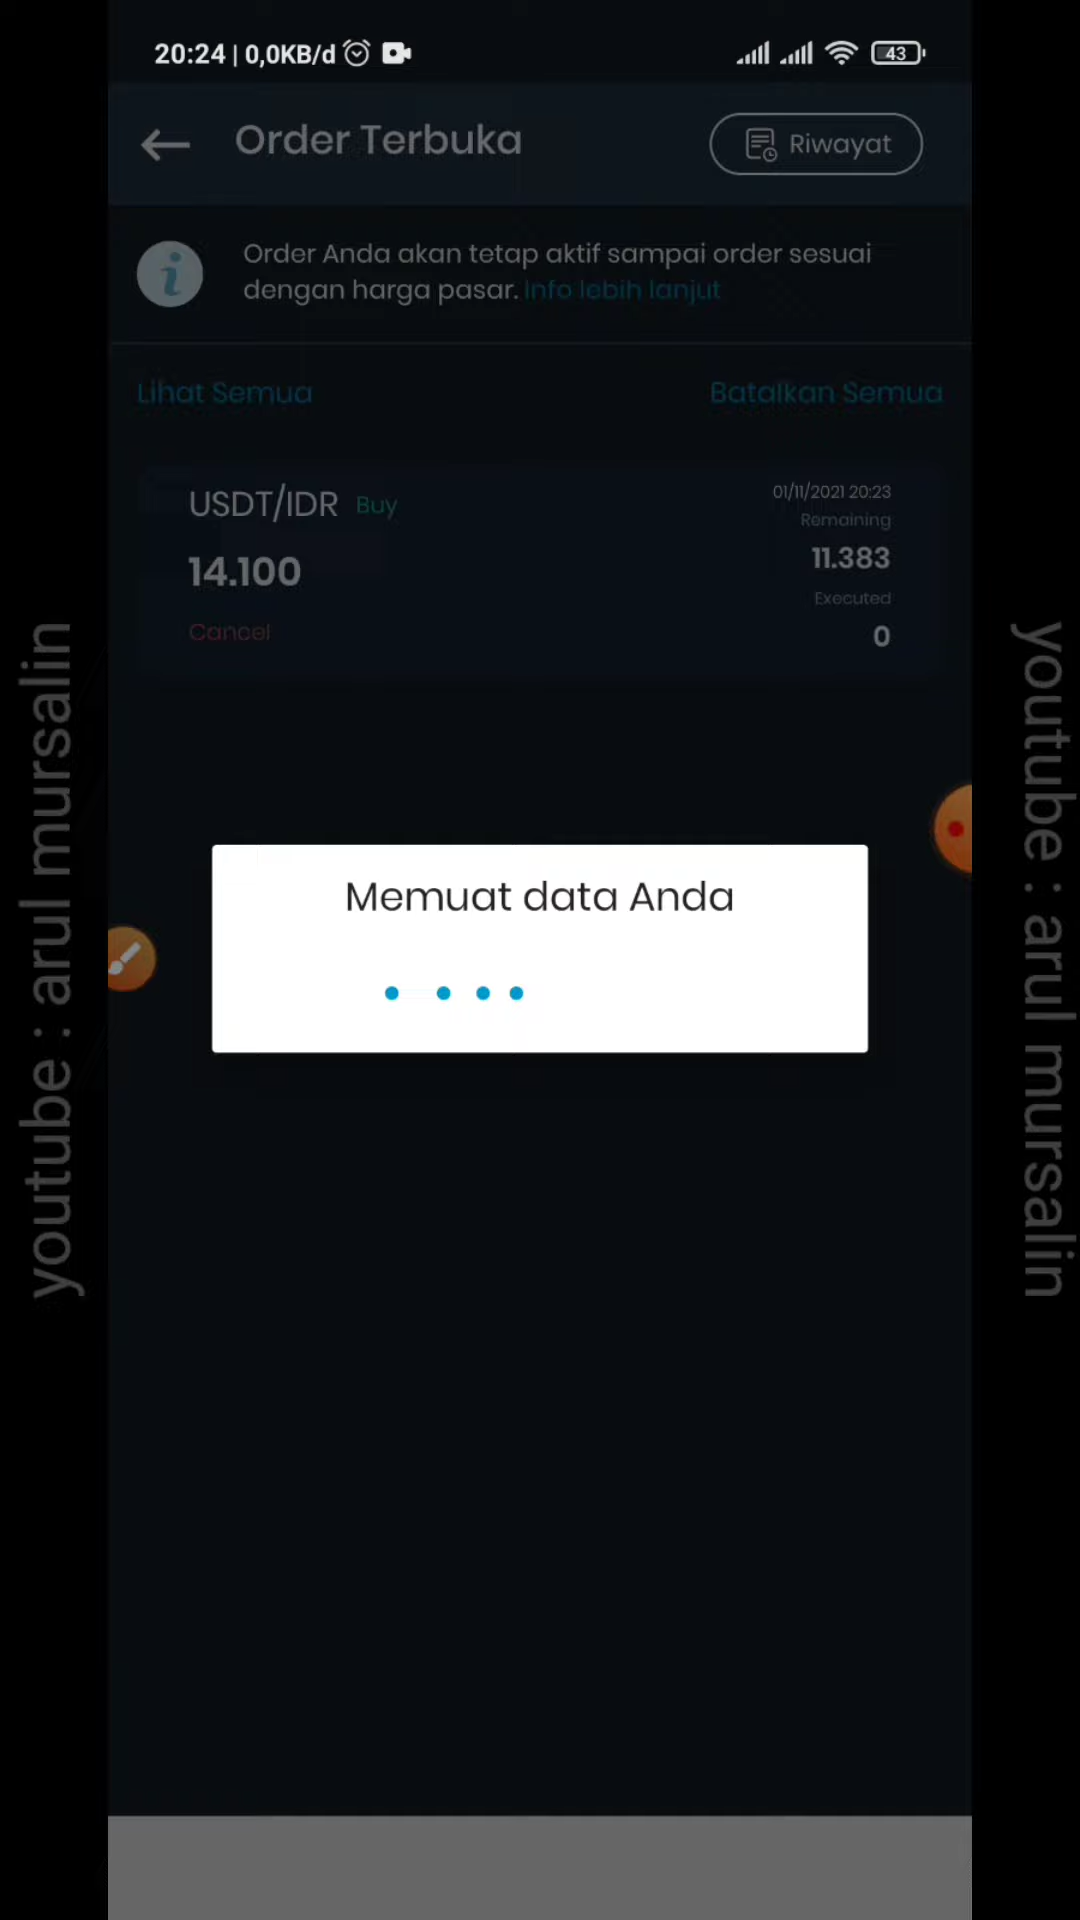 20:24 | 0,0KB/d
43
Order Terbuka
Riwayat
Order Anda akan tetap aktif sampai order sesuai
dengan harga pasar. Info lebih lanjut
Lihat Semua
Batalkan Semua
USDT/IDR Buy
01/11/2021 20:23
Remaining
14.100
11.383
Executed
Cancel
0
Memuat data Anda
youtube : arul mursalin
youtube : arul mursalin